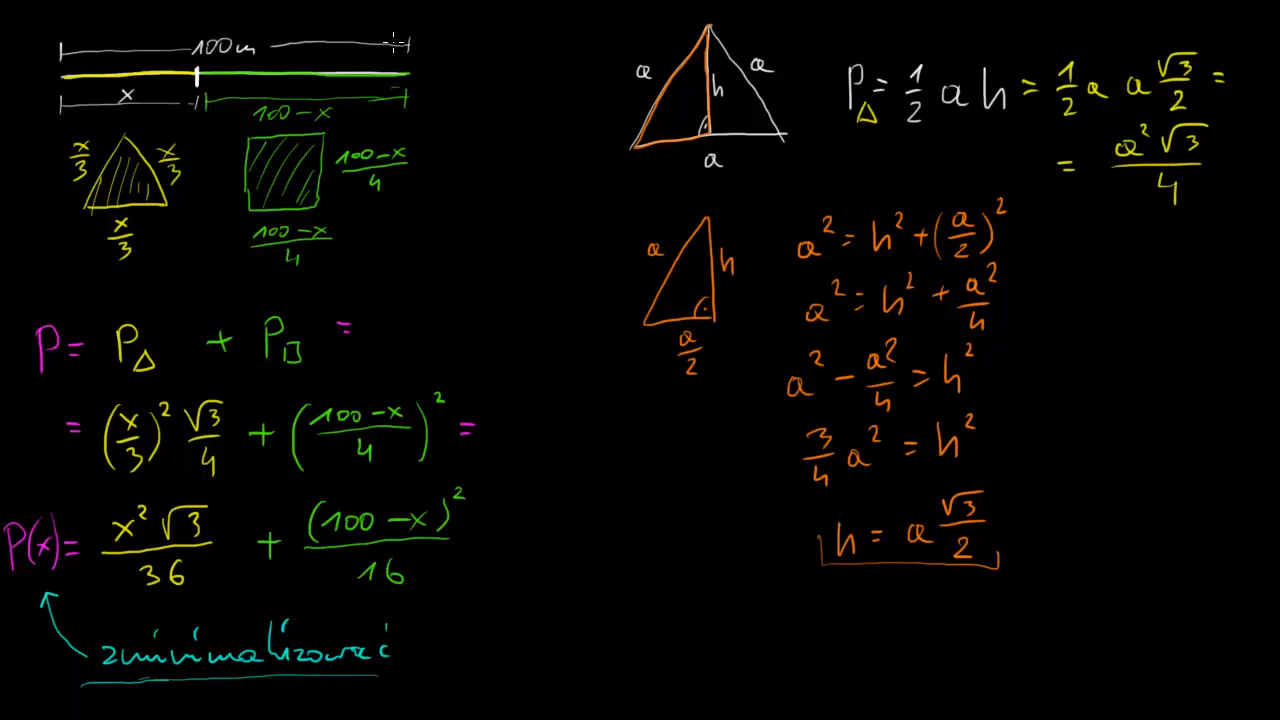 100m
x
100-x
x/3 x/3
x/3
(100-x)/4
(100-x)/4
P = P△ + P□ =
= (x/3)² √3/4 + ((100-x)/4)² =
P(x) = x²√3/36 + (100-x)²/16
zminimalizować
a a
h
a
P△ = 1/2 a h = 1/2 a a √3/2 =
= a²√3/4
a h
a/2
a² = h² + (a/2)²
a² = h² + a²/4
a² - a²/4 = h²
3/4 a² = h²
h = a √3/2